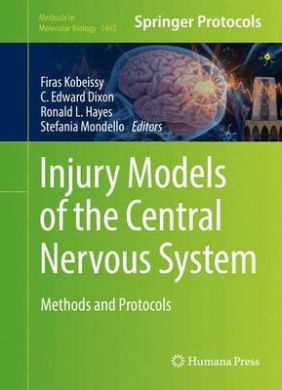 Methods in
Molecular Biology 1462
Springer Protocols
Firas Kobeissy
C. Edward Dixon
Ronald L. Hayes
Stefania Mondello Editors
Injury Models
of the Central
Nervous System
Methods and Protocols
Humana Press